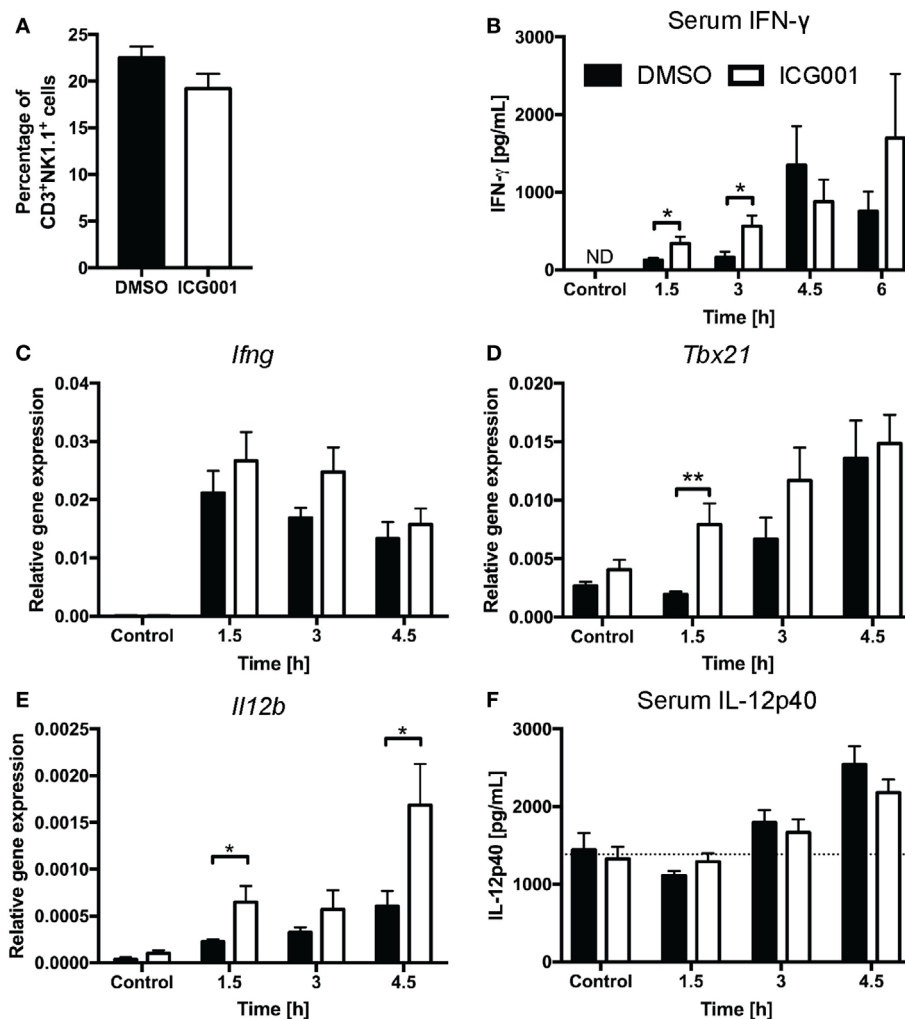 A
Percentage of
CD3+NK1.1+ cells
25
20
15
10
5
0
DMSO ICG001
B
Serum IFN-γ
DMSO ICG001
IFN-γ [pg/mL]
3000
2000
1000
0
ND
*
*
Control 1.5 3 4.5 6
Time [h]
C
Ifng
Relative gene expression
0.04
0.03
0.02
0.01
0.00
Control 1.5 3 4.5
Time [h]
D
Tbx21
Relative gene expression
0.020
0.015
0.010
0.005
0.000
**
Control 1.5 3 4.5
Time [h]
E
Il12b
Relative gene expression
0.0025
0.0020
0.0015
0.0010
0.0005
0.0000
*
*
Control 1.5 3 4.5
Time [h]
F
Serum IL-12p40
IL-12p40 [pg/mL]
3000
2000
1000
0
Control 1.5 3 4.5
Time [h]